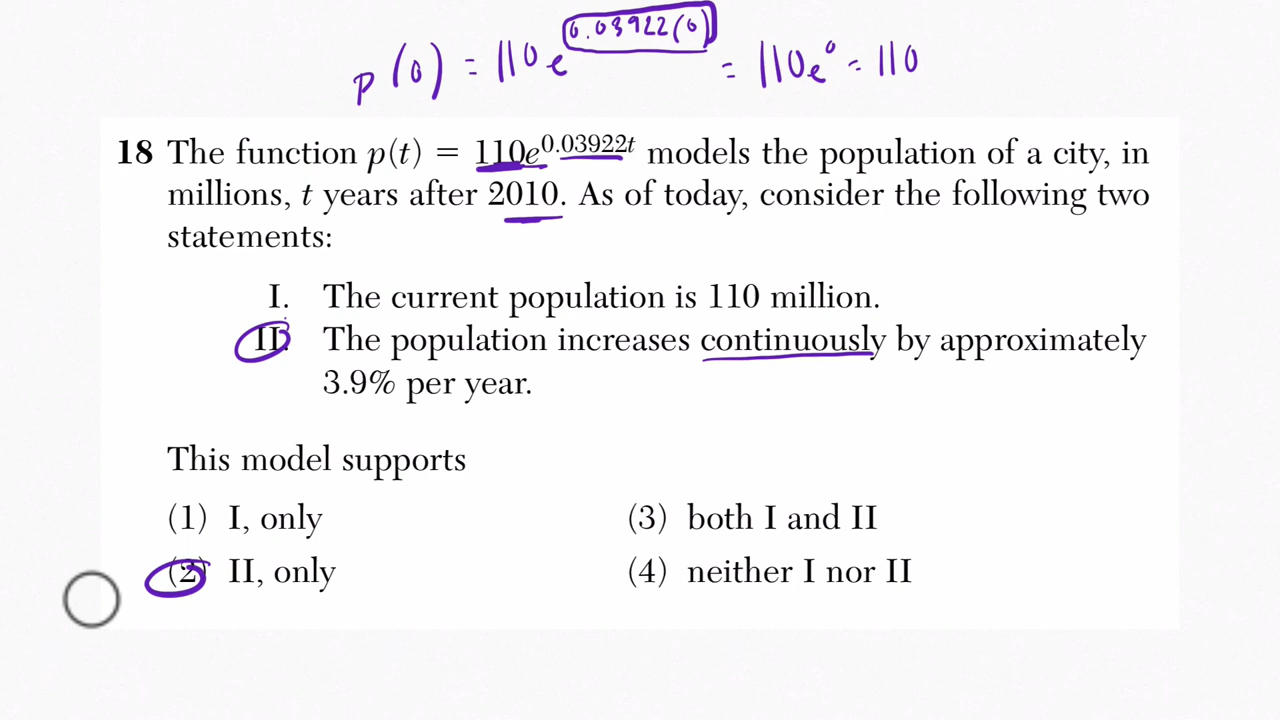 p(0) = 110e^0.03922(0) = 110e^0 = 110
18 The function p(t) = 110e^0.03922t models the population of a city, in
millions, t years after 2010. As of today, consider the following two
statements:
I. The current population is 110 million.
II. The population increases continuously by approximately
3.9% per year.
This model supports
(1) I, only (3) both I and II
(2) II, only (4) neither I nor II